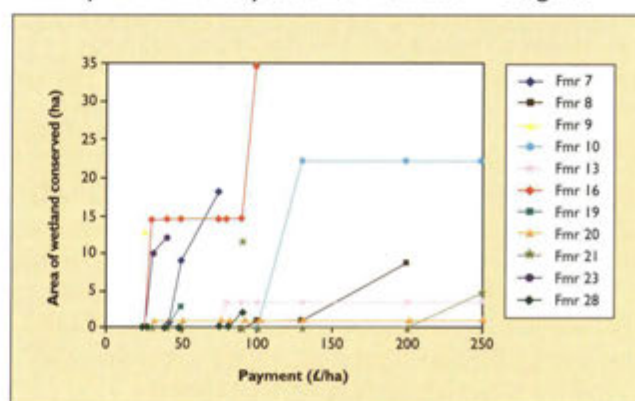 35
30
25
20
15
10
5
0
0 50 100 150 200 250
Area of wetland conserved (ha)
Payment (£/ha)
Fmr 7
Fmr 8
Fmr 9
Fmr 10
Fmr 13
Fmr 16
Fmr 19
Fmr 20
Fmr 21
Fmr 23
Fmr 28